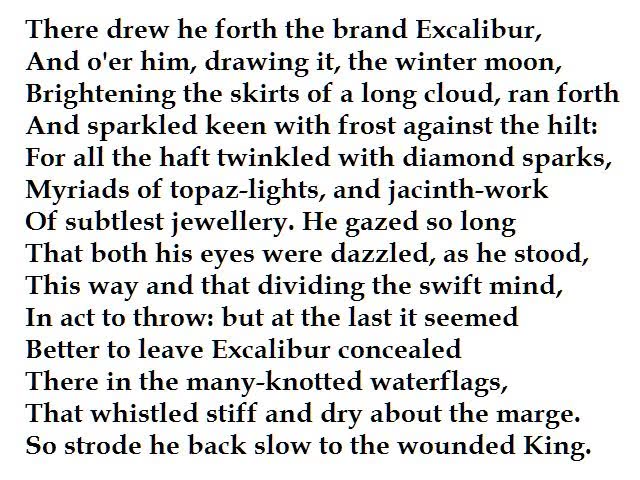 There drew he forth the brand Excalibur,
And o'er him, drawing it, the winter moon,
Brightening the skirts of a long cloud, ran forth
And sparkled keen with frost against the hilt:
For all the haft twinkled with diamond sparks,
Myriads of topaz-lights, and jacinth-work
Of subtlest jewellery. He gazed so long
That both his eyes were dazzled, as he stood,
This way and that dividing the swift mind,
In act to throw: but at the last it seemed
Better to leave Excalibur concealed
There in the many-knotted waterflags,
That whistled stiff and dry about the marge.
So strode he back slow to the wounded King.